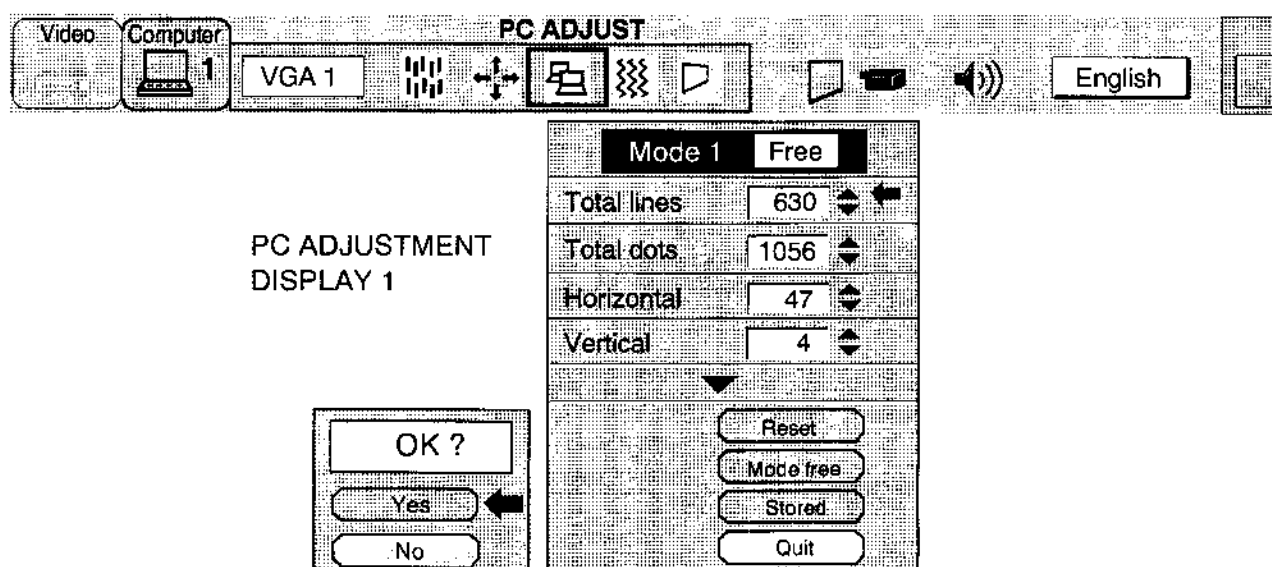 PC ADJUST
Video
Computer
1
VGA 1
English
Mode 1 Free
Total lines 630
Total dots 1056
Horizontal 47
Vertical 4
PC ADJUSTMENT
DISPLAY 1
Reset
Mode free
Stored
Quit
OK ?
Yes
No